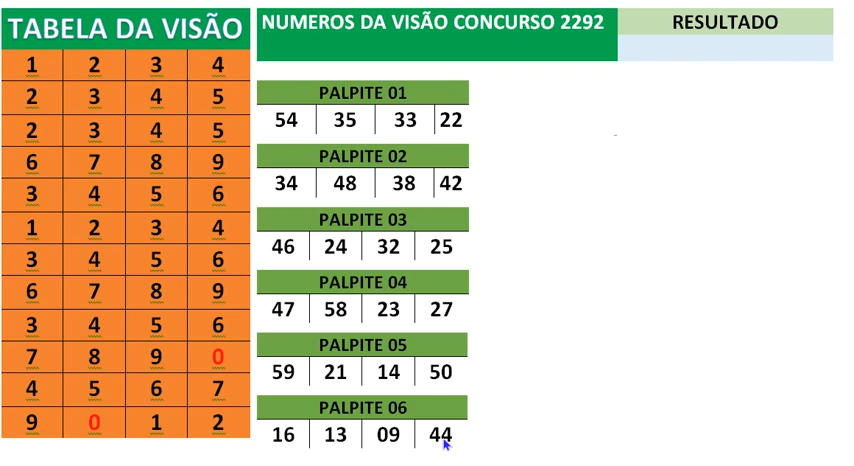 TABELA DA VISÃO
1 2 3 4
2 3 4 5
2 3 4 5
6 7 8 9
3 4 5 6
1 2 3 4
3 4 5 6
6 7 8 9
3 4 5 6
7 8 9 0
4 5 6 7
9 0 1 2
NUMEROS DA VISÃO CONCURSO 2292
RESULTADO
PALPITE 01
54 35 33 22
PALPITE 02
34 48 38 42
PALPITE 03
46 24 32 25
PALPITE 04
47 58 23 27
PALPITE 05
59 21 14 50
PALPITE 06
16 13 09 44